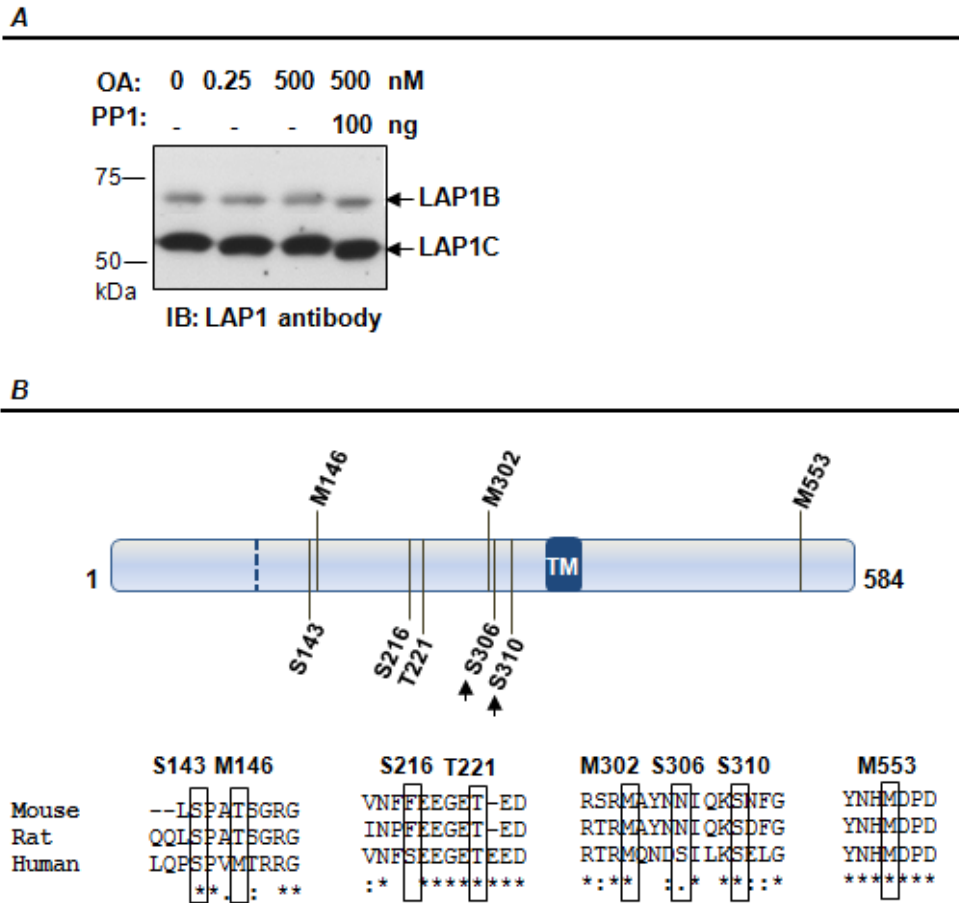 A
OA: 0 0.25 500 500 nM
PP1: - - - 100 ng
75
LAP1B
LAP1C
50
kDa
IB: LAP1 antibody
B
M146 M302 M553
1 TM 584
S143 S216 T221 S306 S310
S143 M146 S216 T221 M302 S306 S310 M553
Mouse --LSPATSGRG VNFFEEGET-ED RSRMAYNNIQKSNFG YNHMDPD
Rat QQLSPATSGRG INPFEEGET-ED RTRMAYNNIQKSDFG YNHMDPD
Human LQPSPVMTRRG VNFSEEGETEED RTRMQNDSILKSELG YNHMDPD
**.: ** :* ******** *:** :.* **::* *******